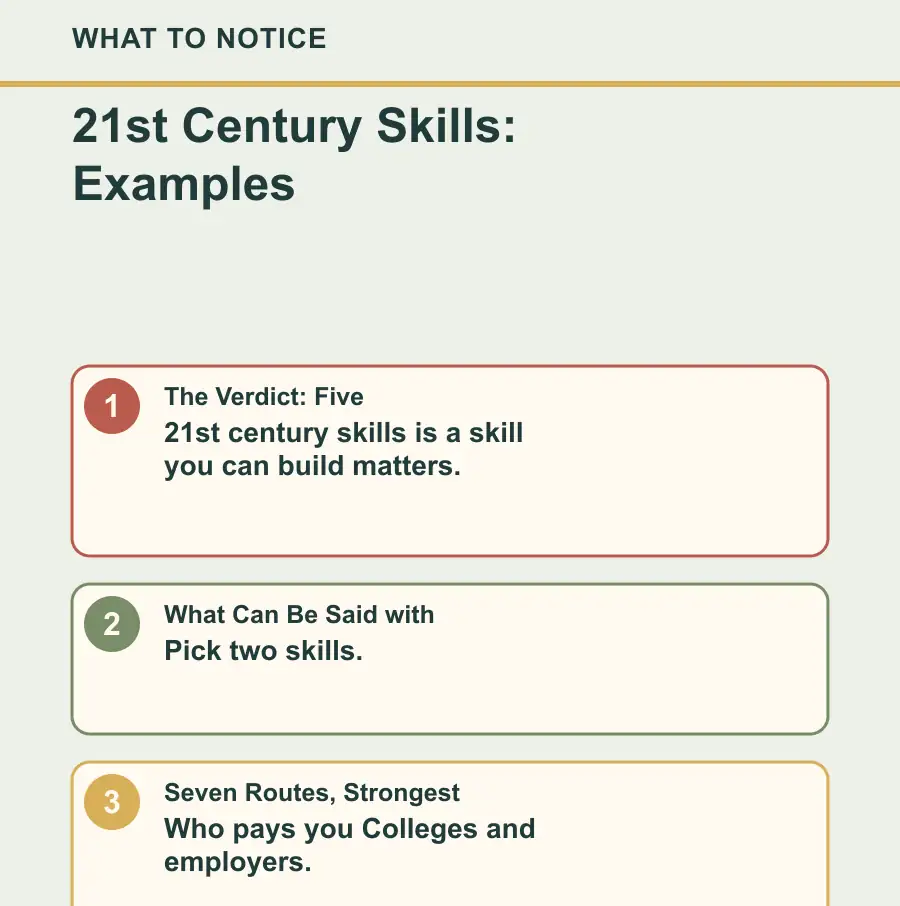 WHAT TO NOTICE
21st Century Skills:
Examples
1
The Verdict: Five
21st century skills is a skill
you can build matters.
2
What Can Be Said with
Pick two skills.
3
Seven Routes, Strongest
Who pays you Colleges and
employers.